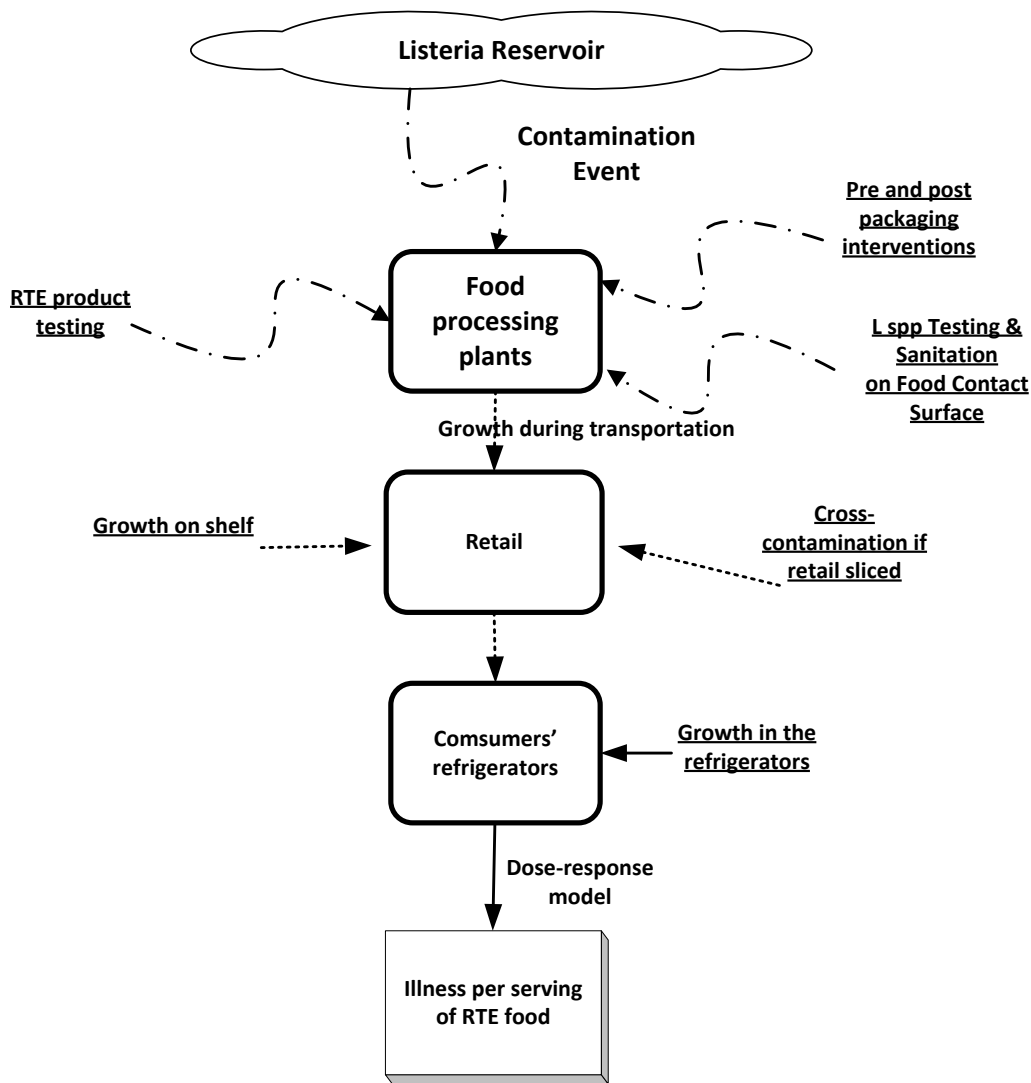 Listeria Reservoir
Contamination
Event
Pre and post
packaging
interventions
RTE product
testing
Food
processing
plants
L spp Testing &
Sanitation
on Food Contact
Surface
Growth during transportation
Growth on shelf
Retail
Cross-
contamination if
retail sliced
Comsumers’
refrigerators
Growth in the
refrigerators
Dose-response
model
Illness per serving
of RTE food